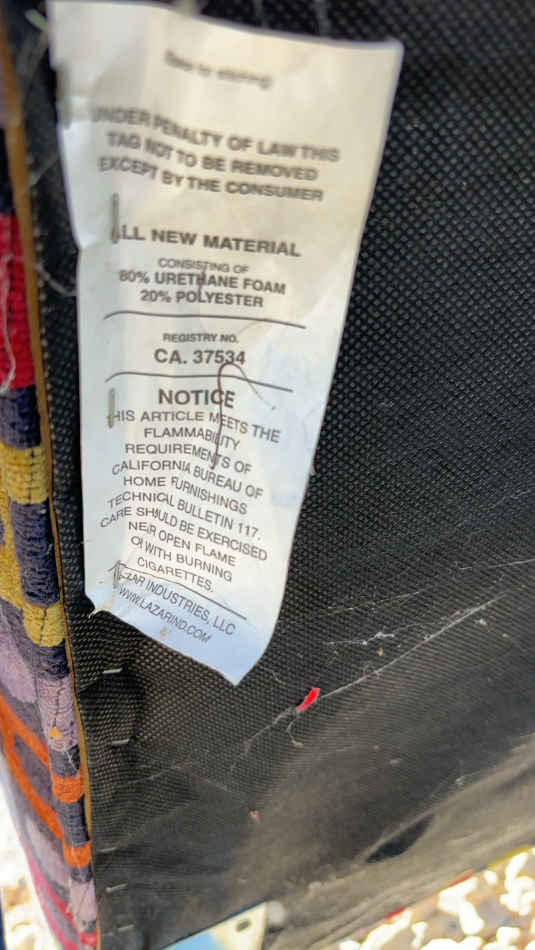 UNDER PENALTY OF LAW THIS
TAG NOT TO BE REMOVED
EXCEPT BY THE CONSUMER
ALL NEW MATERIAL
CONSISTING OF
80% URETHANE FOAM
20% POLYESTER
REGISTRY NO.
CA. 37534
NOTICE
THIS ARTICLE MEETS THE
FLAMMABILITY
REQUIREMENTS OF
CALIFORNIA BUREAU OF
HOME FURNISHINGS
TECHNICAL BULLETIN 117.
CARE SHOULD BE EXERCISED
NEAR OPEN FLAME
OR WITH BURNING
CIGARETTES.
LAZAR INDUSTRIES, LLC
WWW.LAZARIND.COM